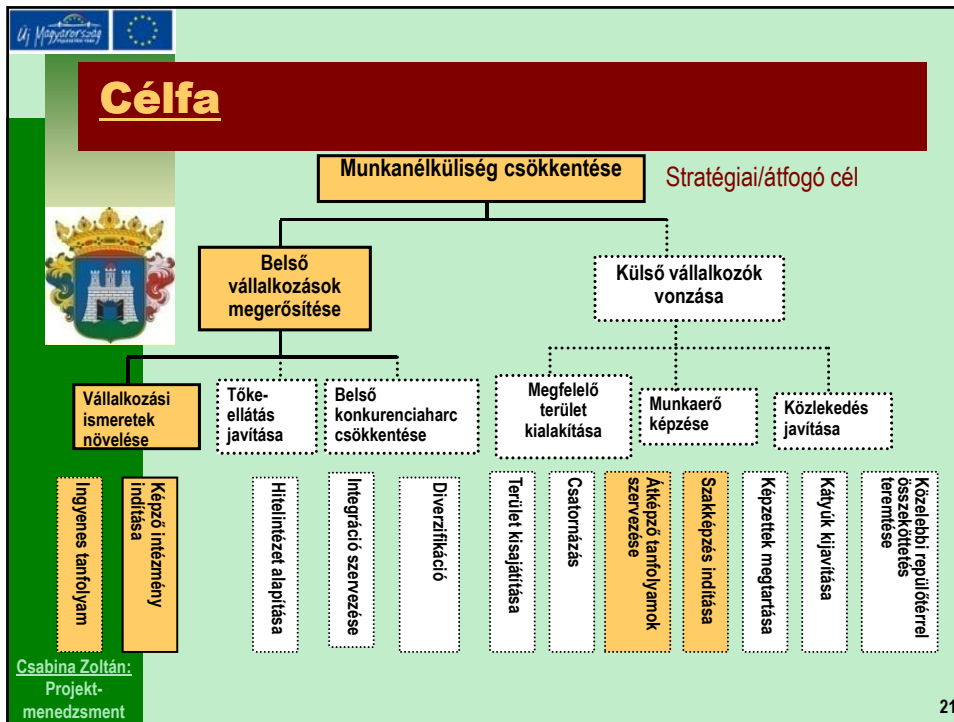 Új Magyarország
Célfa
Munkanélküliség csökkentése
Stratégiai/átfogó cél
Belső
vállalkozások
megerősítése
Külső vállalkozók
vonzása
Vállalkozási
ismeretek
növelése
Tőke-
ellátás
javítása
Belső
konkurenciaharc
csökkentése
Megfelelő
terület
kialakítása
Munkaerő
képzése
Közlekedés
javítása
Ingyenes tanfolyam
Képző intézmény
indítása
Hitelintézet alapítása
Integráció szervezése
Diverzifikáció
Terület kisajátítása
Csatornázás
Átképző tanfolyamok
szervezése
Szakképzés indítása
Képzettek megtartása
Kátyúk kijavítása
Közelebbi repülőtérrel
összeköttetés
teremtése
Csabina Zoltán:
Projekt-
menedzsment
21